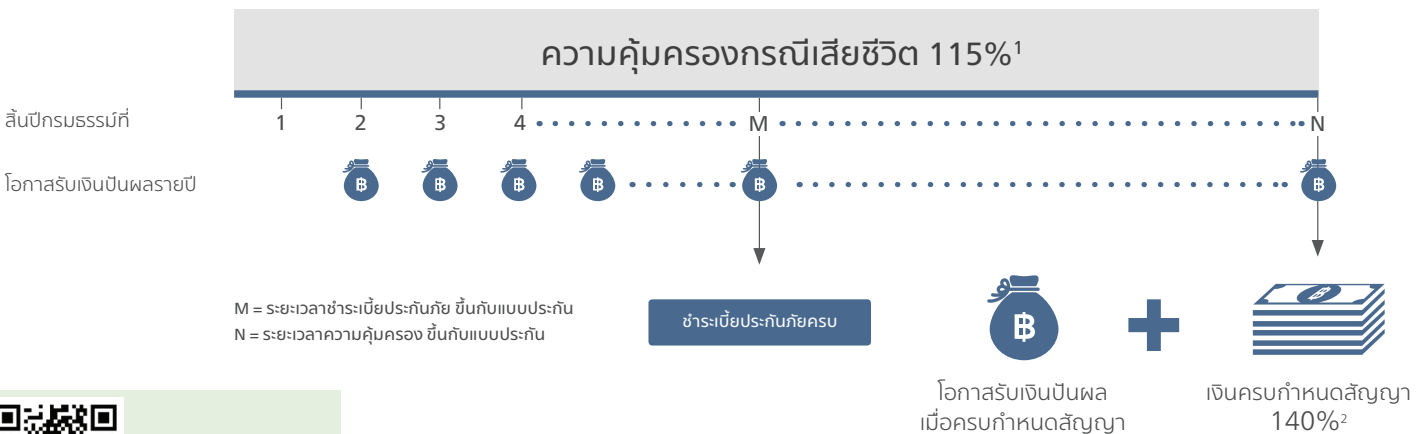 ความคุ้มครองกรณีเสียชีวิต 115%¹
สิ้นปีกรมธรรม์ที่
1 2 3 4 M N
โอกาสรับเงินปันผลรายปี
฿ ฿ ฿ ฿ ฿ ฿
M = ระยะเวลาชำระเบี้ยประกันภัย ขึ้นกับแบบประกัน
N = ระยะเวลาความคุ้มครอง ขึ้นกับแบบประกัน
ชำระเบี้ยประกันภัยครบ
฿
฿
โอกาสรับเงินปันผล
เมื่อครบกำหนดสัญญา
เงินครบกำหนดสัญญา
140%²